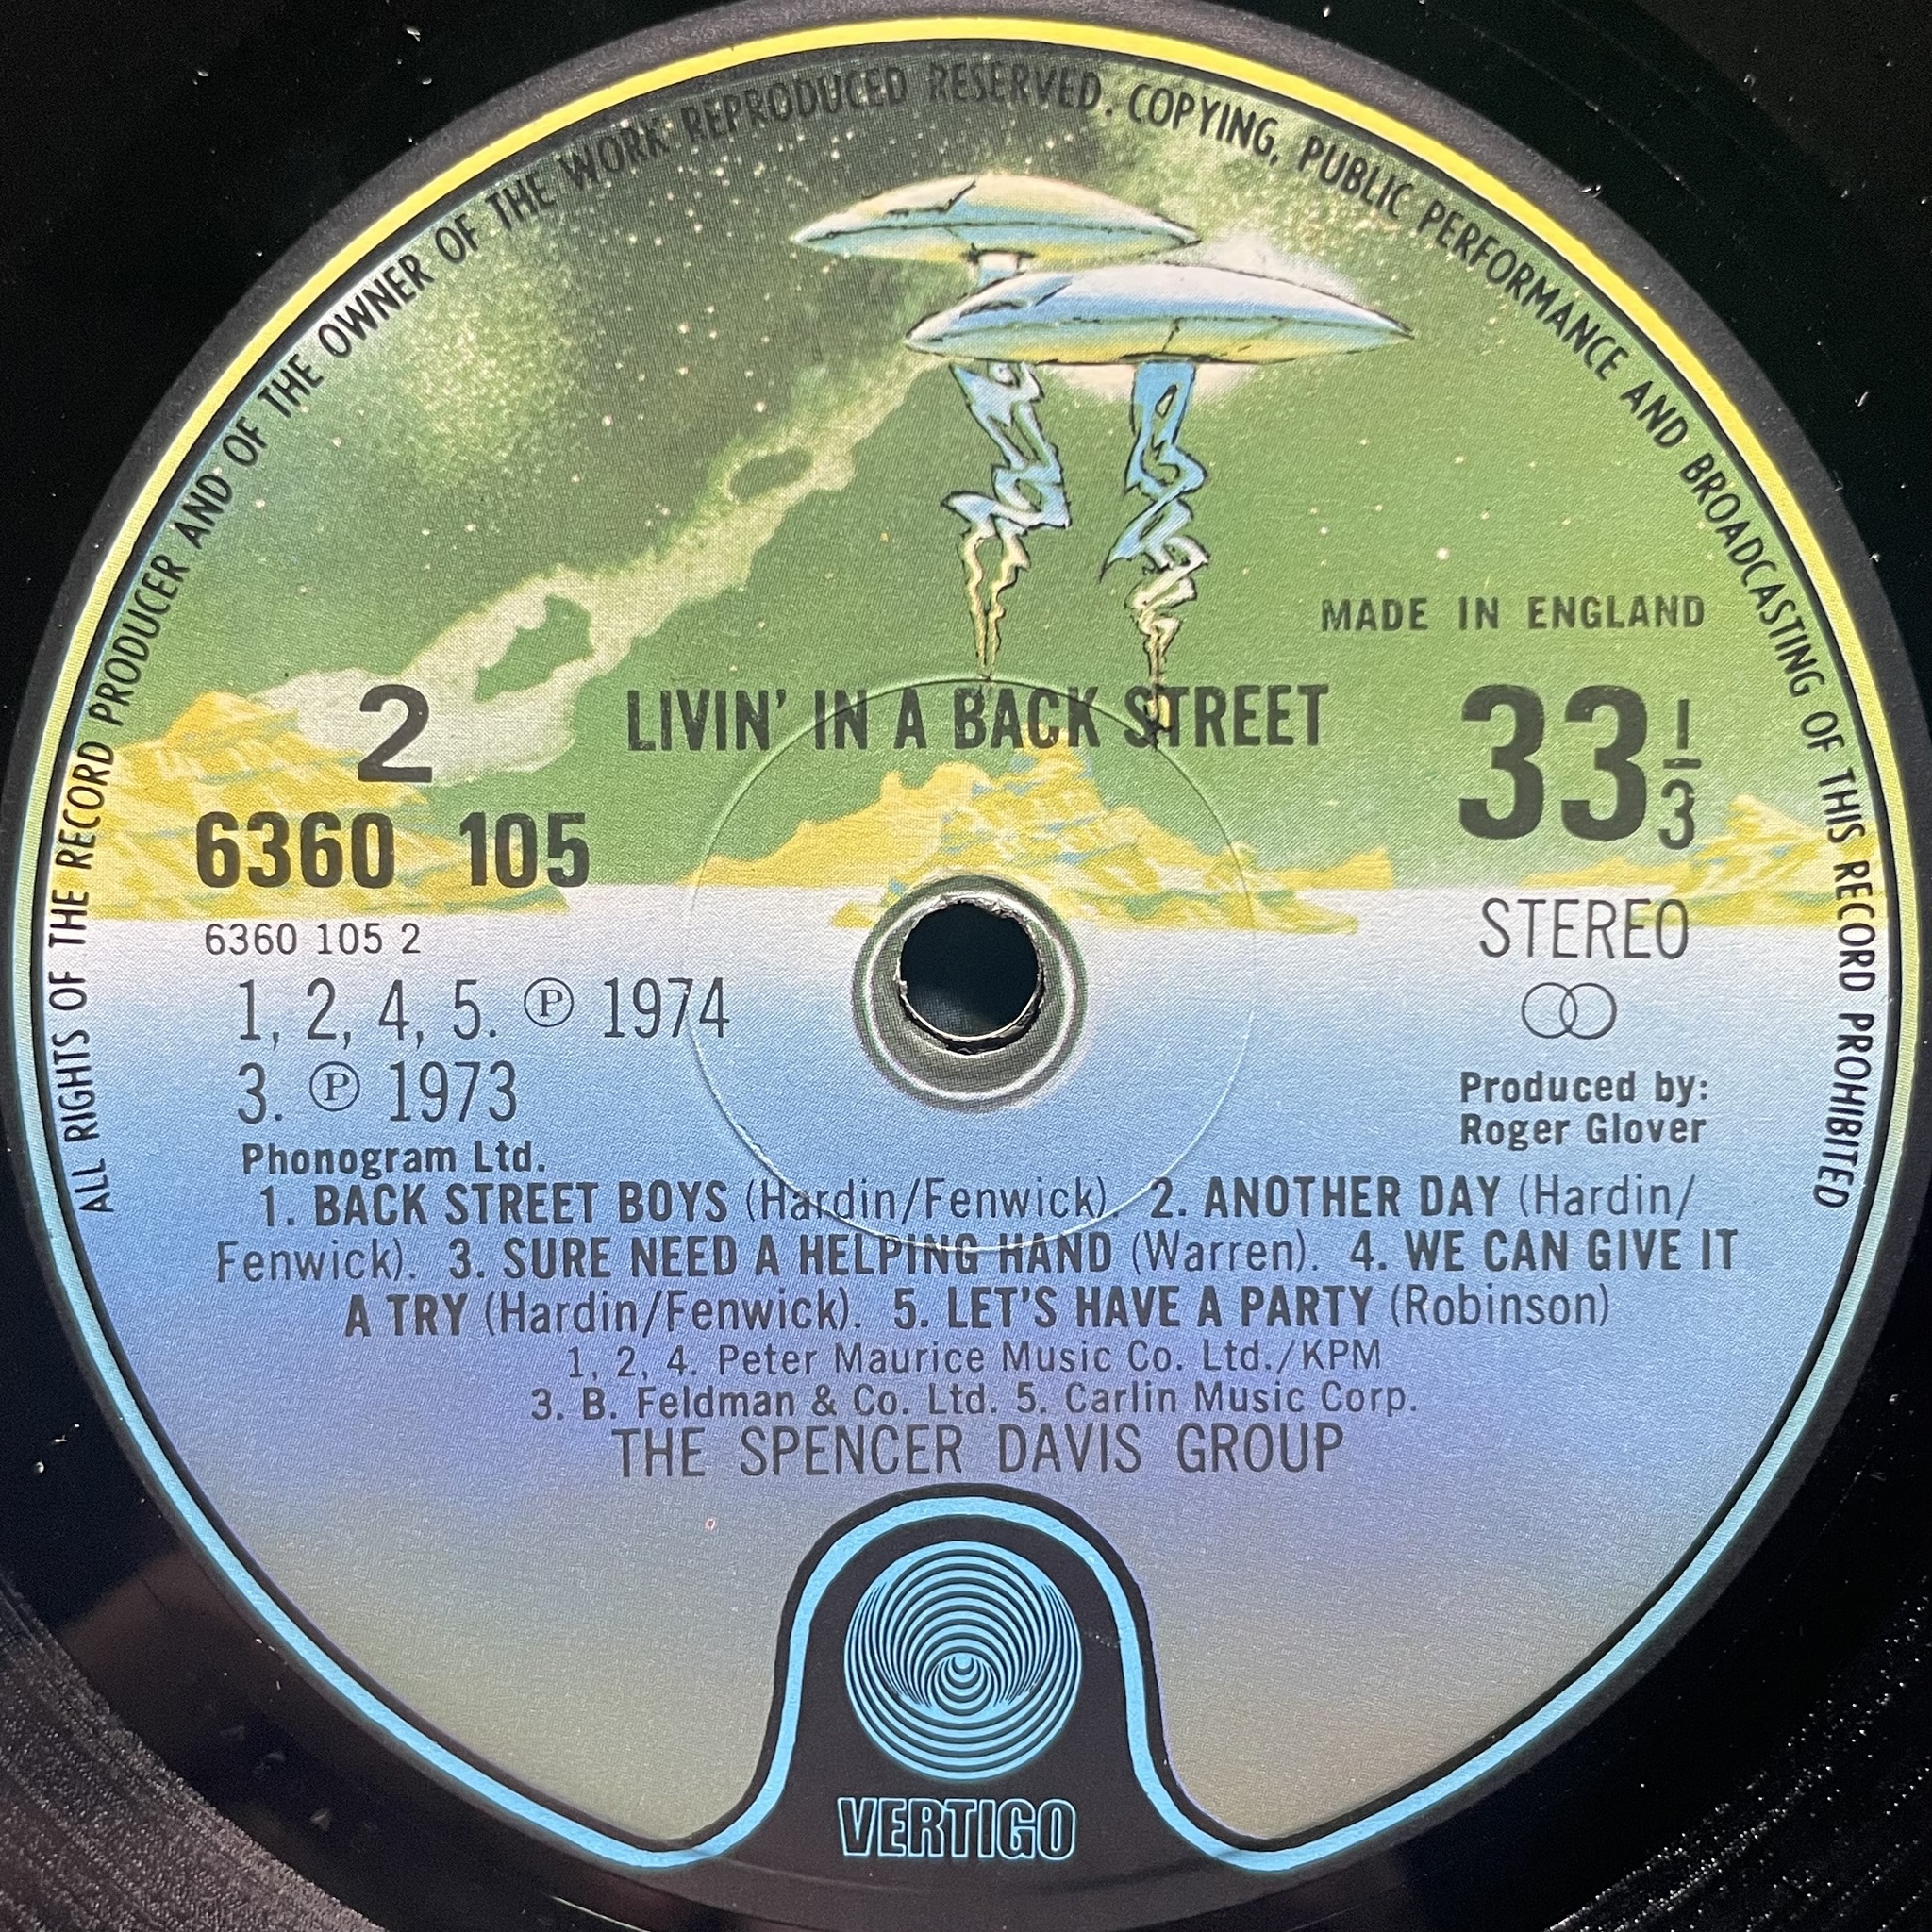 ALL RIGHTS OF THE RECORD PRODUCER AND OF THE OWNER OF THE WORK REPRODUCED RESERVED. COPYING, PUBLIC PERFORMANCE AND BROADCASTING OF THIS RECORD PROHIBITED
MADE IN ENGLAND
2
LIVIN' IN A BACK STREET
33 1/3
6360 105
6360 105 2
STEREO
1, 2, 4, 5. ℗ 1974
3. ℗ 1973
Produced by:
Roger Glover
Phonogram Ltd.
1. BACK STREET BOYS (Hardin/Fenwick) 2. ANOTHER DAY (Hardin/
Fenwick). 3. SURE NEED A HELPING HAND (Warren). 4. WE CAN GIVE IT
A TRY (Hardin/Fenwick). 5. LET'S HAVE A PARTY (Robinson)
1, 2, 4. Peter Maurice Music Co. Ltd./KPM
3. B. Feldman & Co. Ltd. 5. Carlin Music Corp.
THE SPENCER DAVIS GROUP
VERTIGO